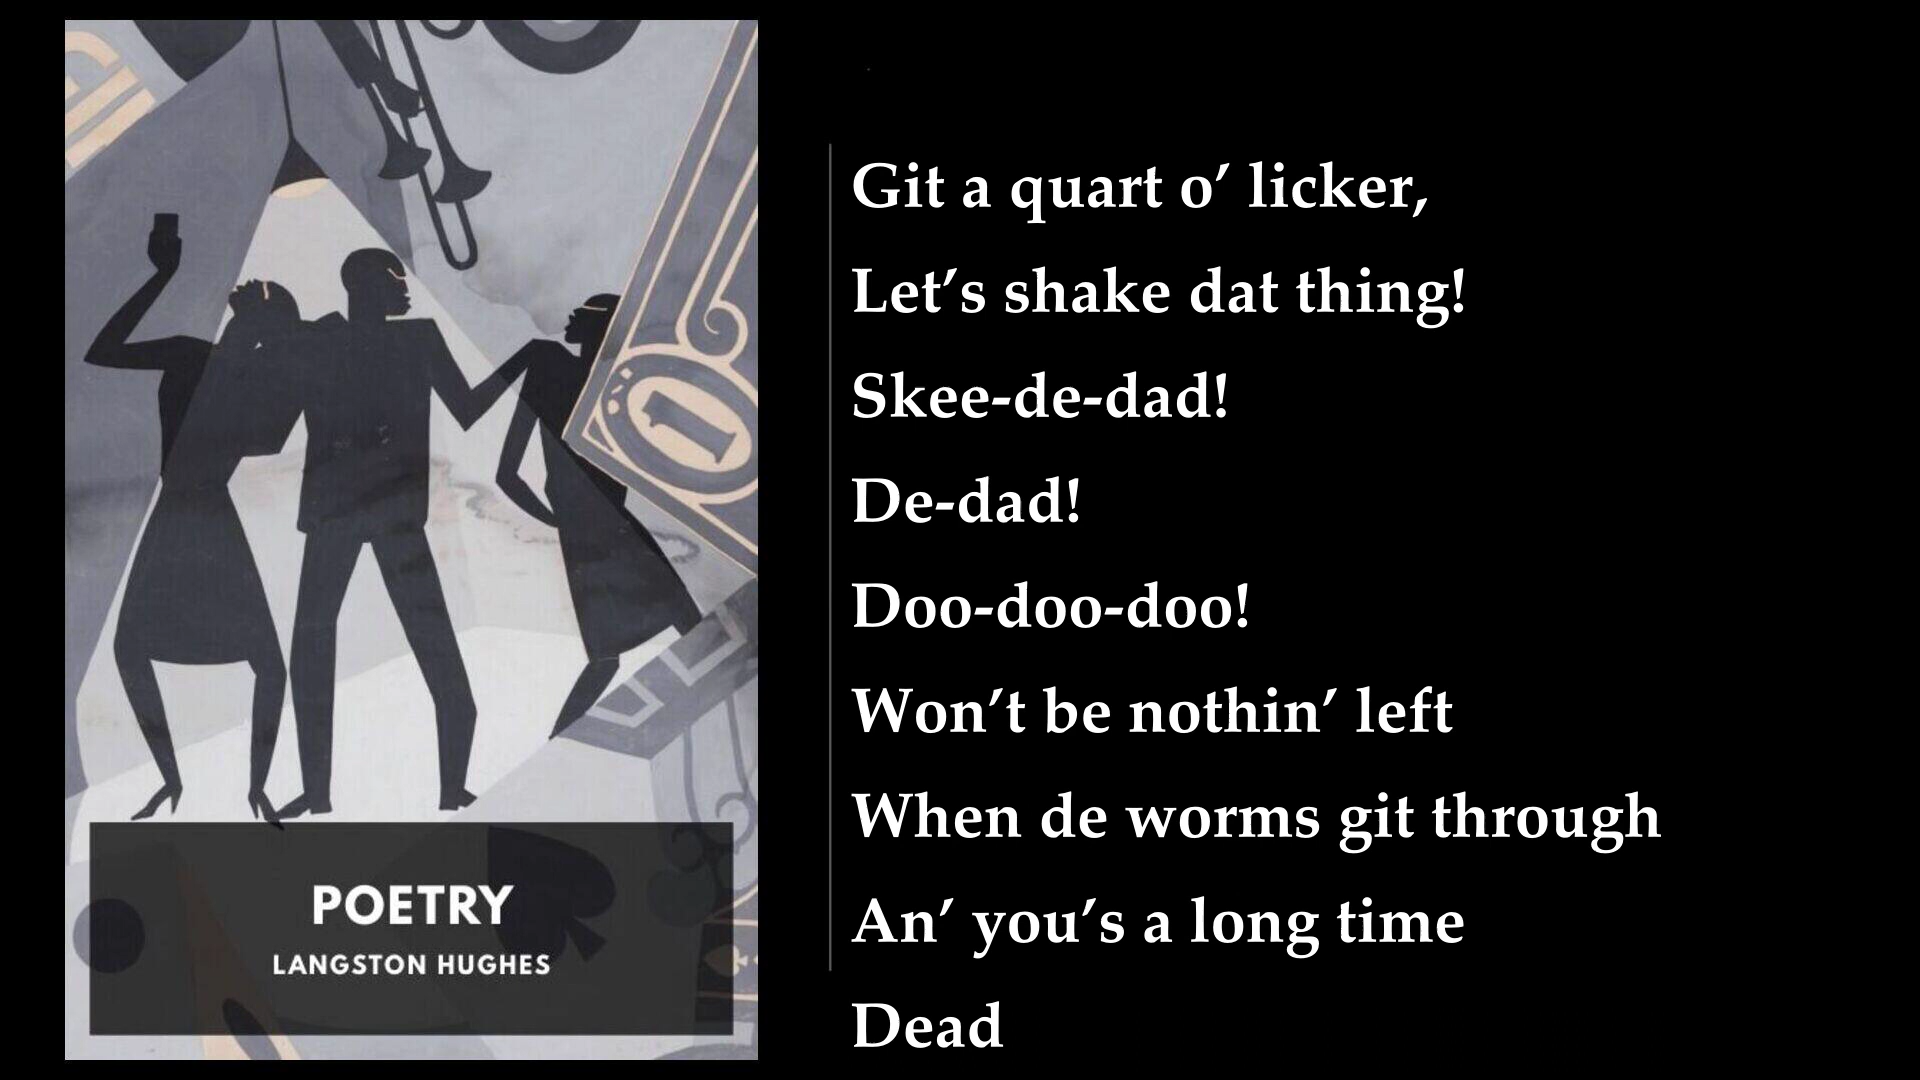 POETRY
LANGSTON HUGHES
Git a quart o’ licker,
Let’s shake dat thing!
Skee-de-dad!
De-dad!
Doo-doo-doo!
Won’t be nothin’ left
When de worms git through
An’ you’s a long time
Dead